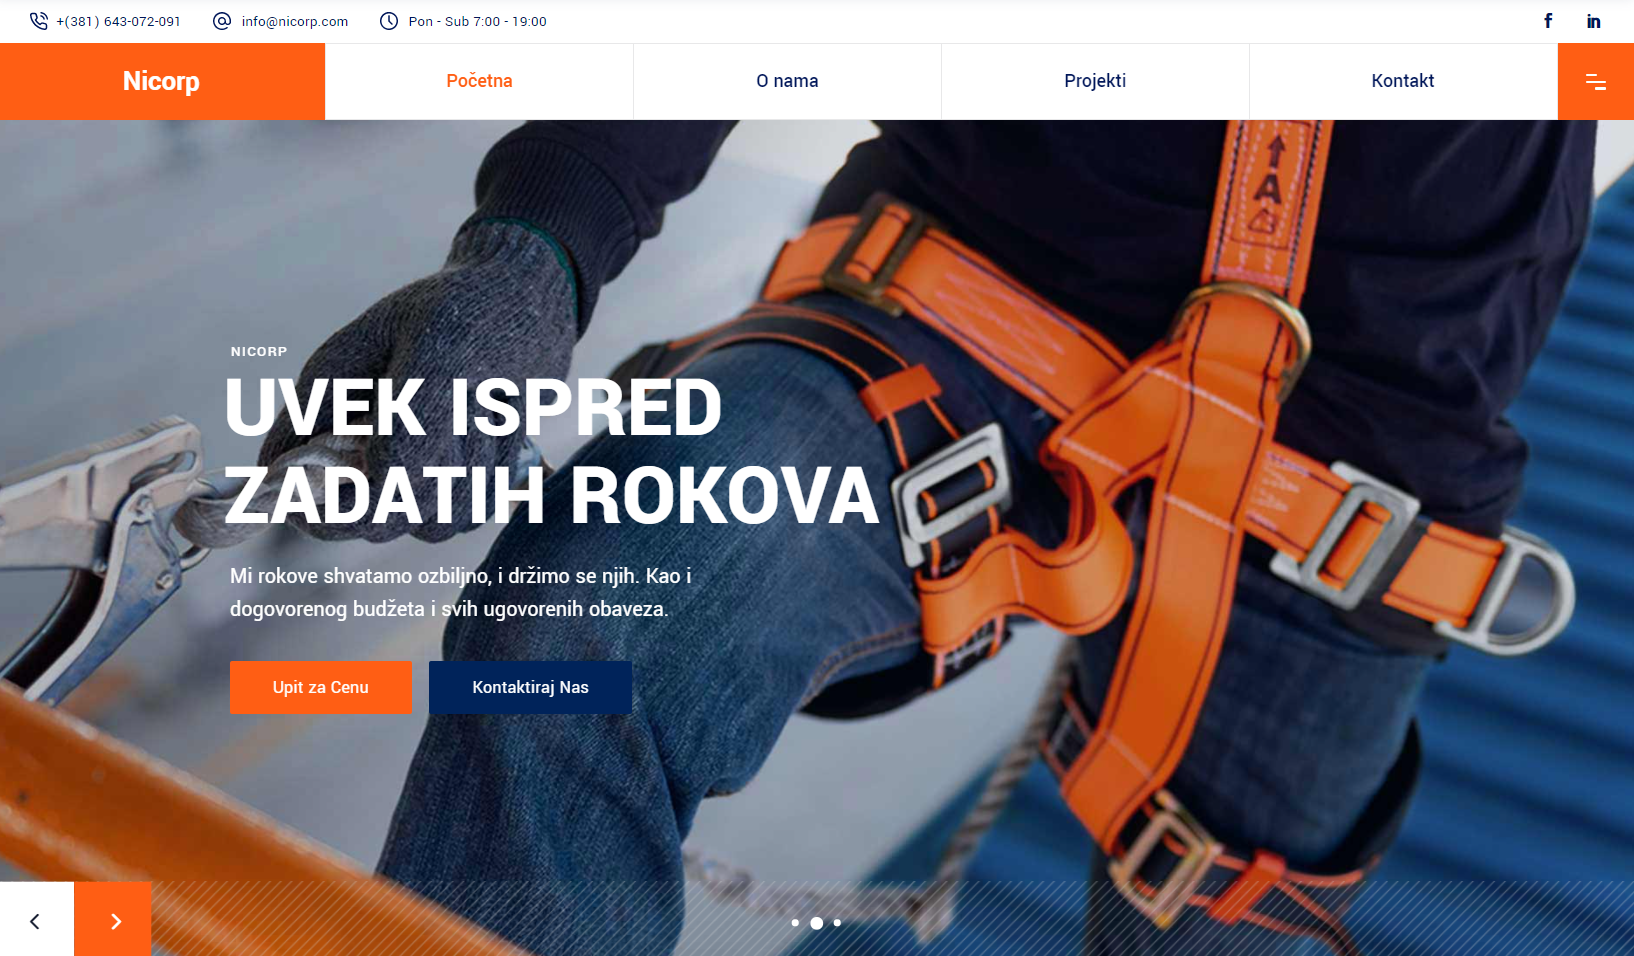 +(381) 643-072-091
info@nicorp.com
Pon - Sub 7:00 - 19:00
Nicorp
Početna
O nama
Projekti
Kontakt
A
NICORP
UVEK ISPRED
ZADATIH ROKOVA
Mi rokove shvatamo ozbiljno, i držimo se njih. Kao i
dogovorenog budžeta i svih ugovorenih obaveza.
Upit za Cenu
Kontaktiraj Nas